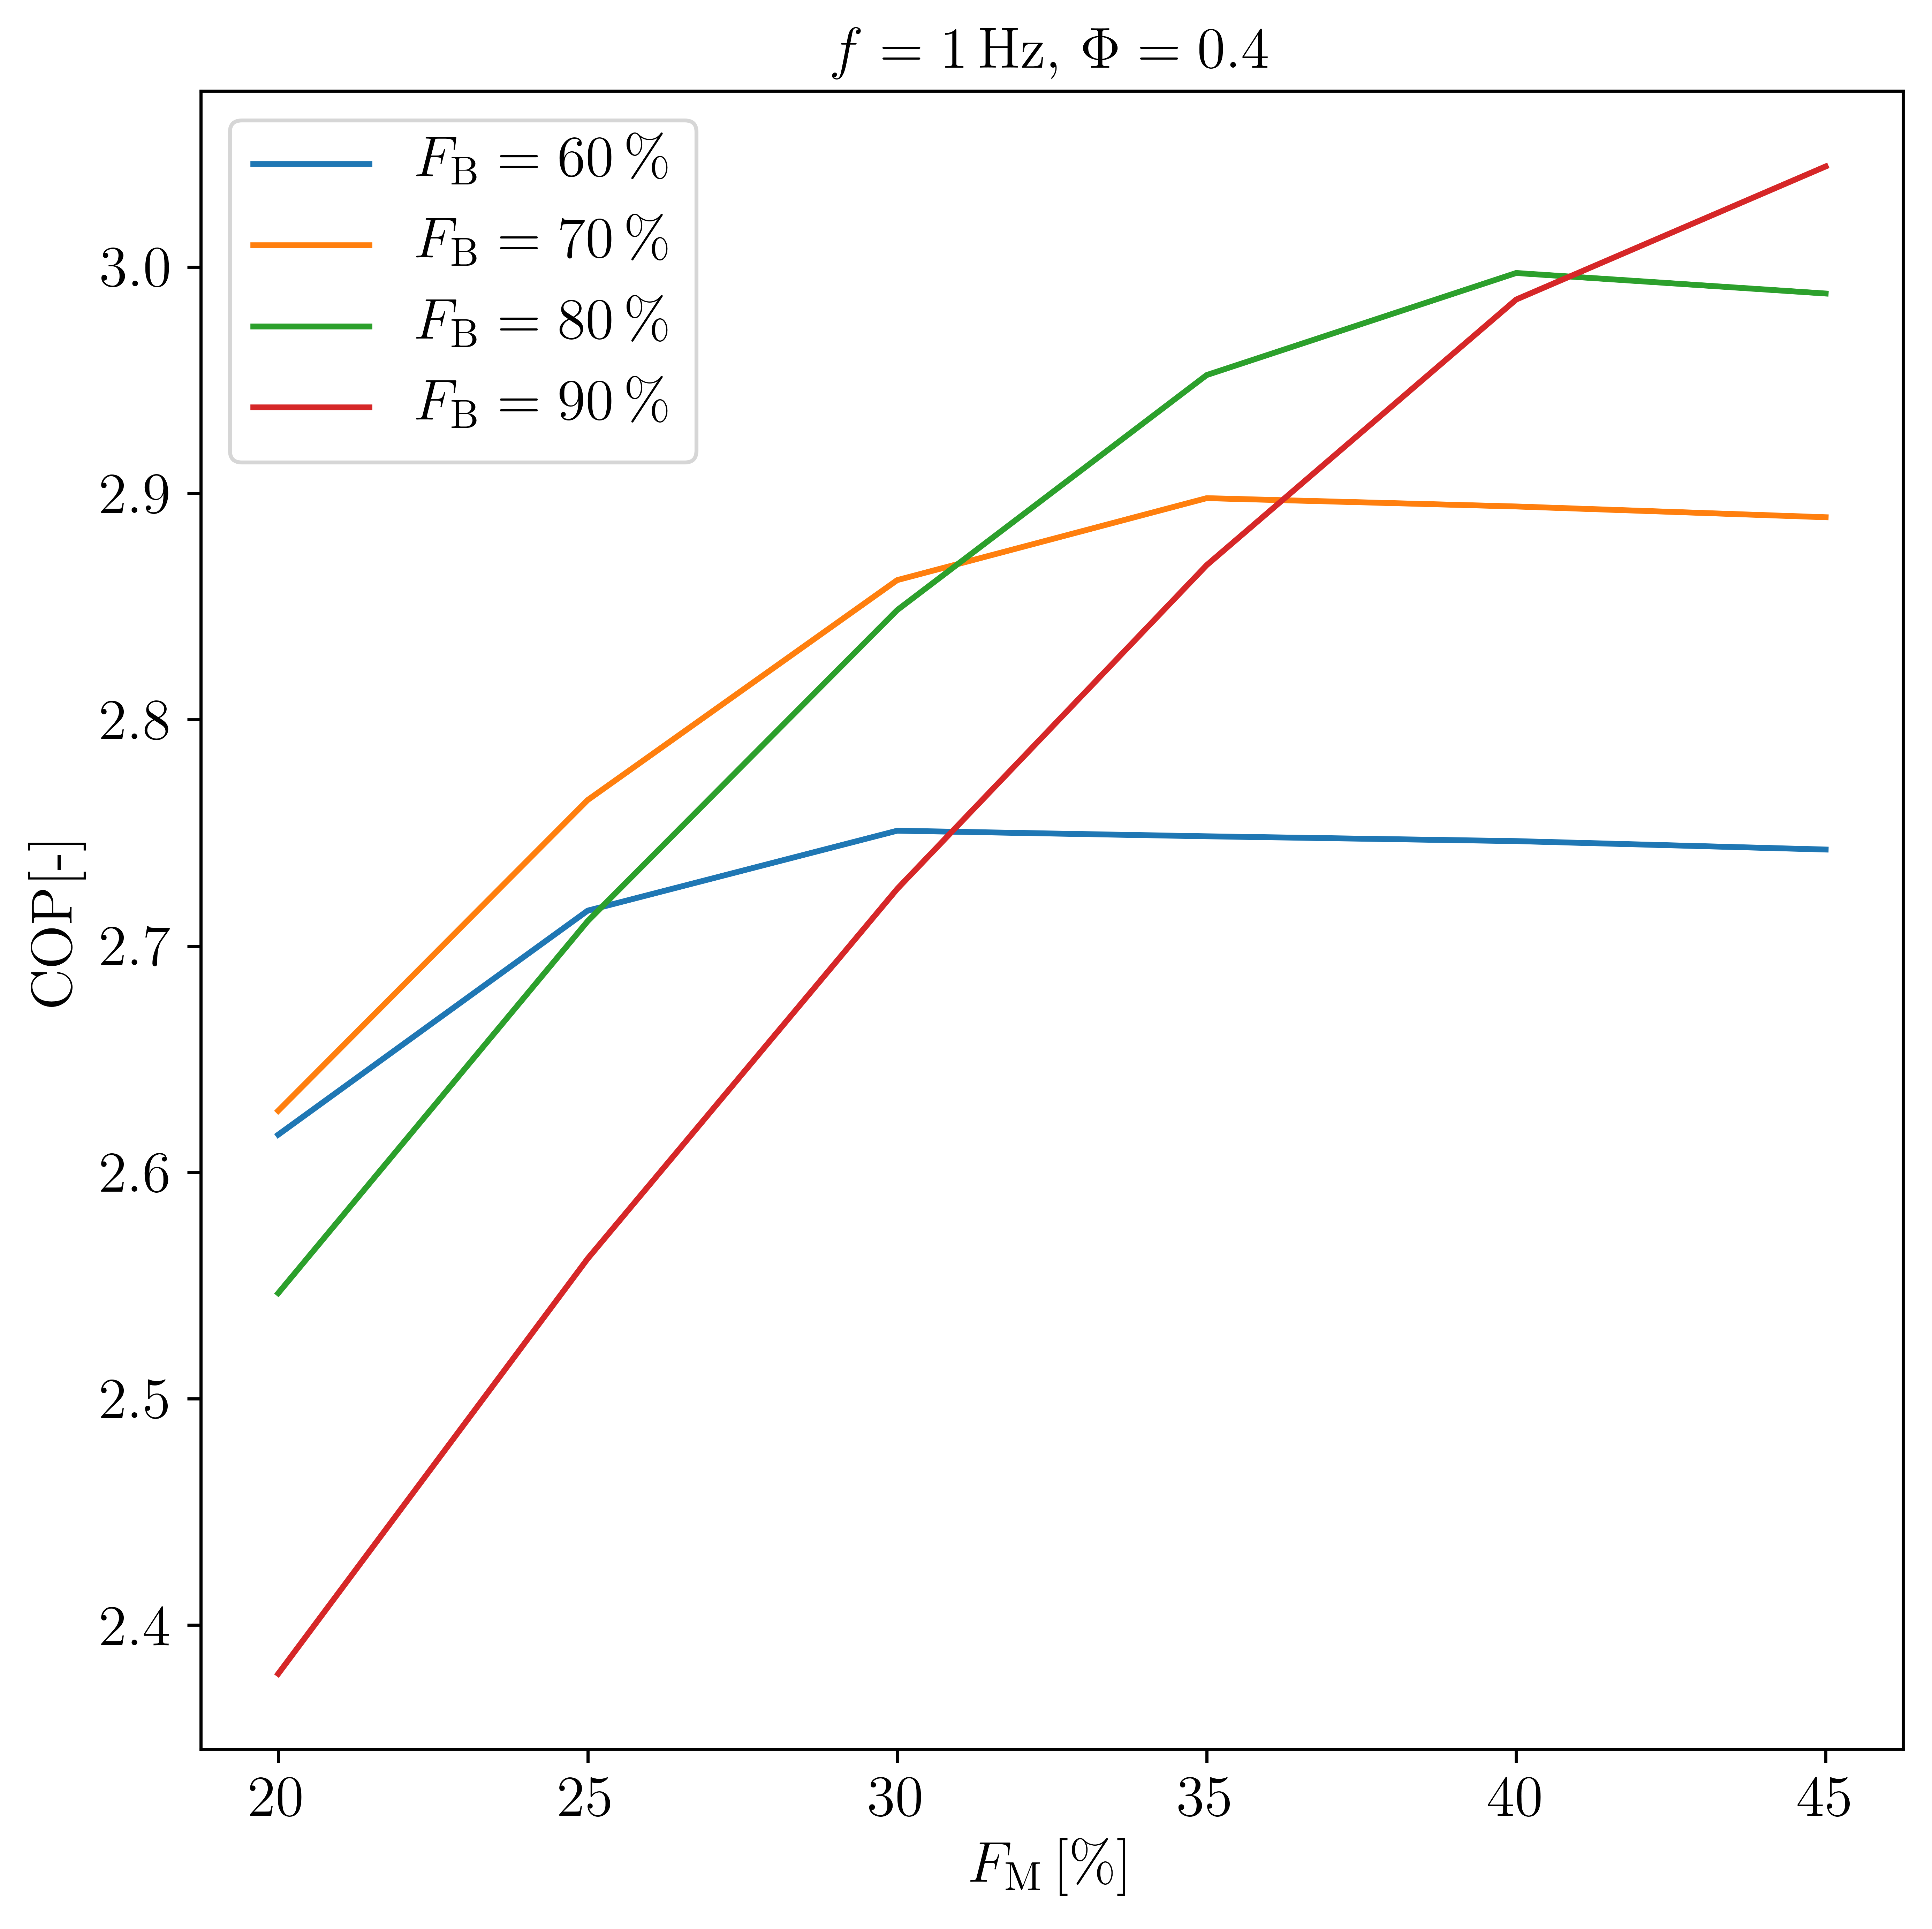 f = 1 Hz, Φ = 0.4
F_B = 60 %
F_B = 70 %
F_B = 80 %
F_B = 90 %
3.0
2.9
2.8
2.7
2.6
2.5
2.4
COP[-]
20 25 30 35 40 45
F_M [%]